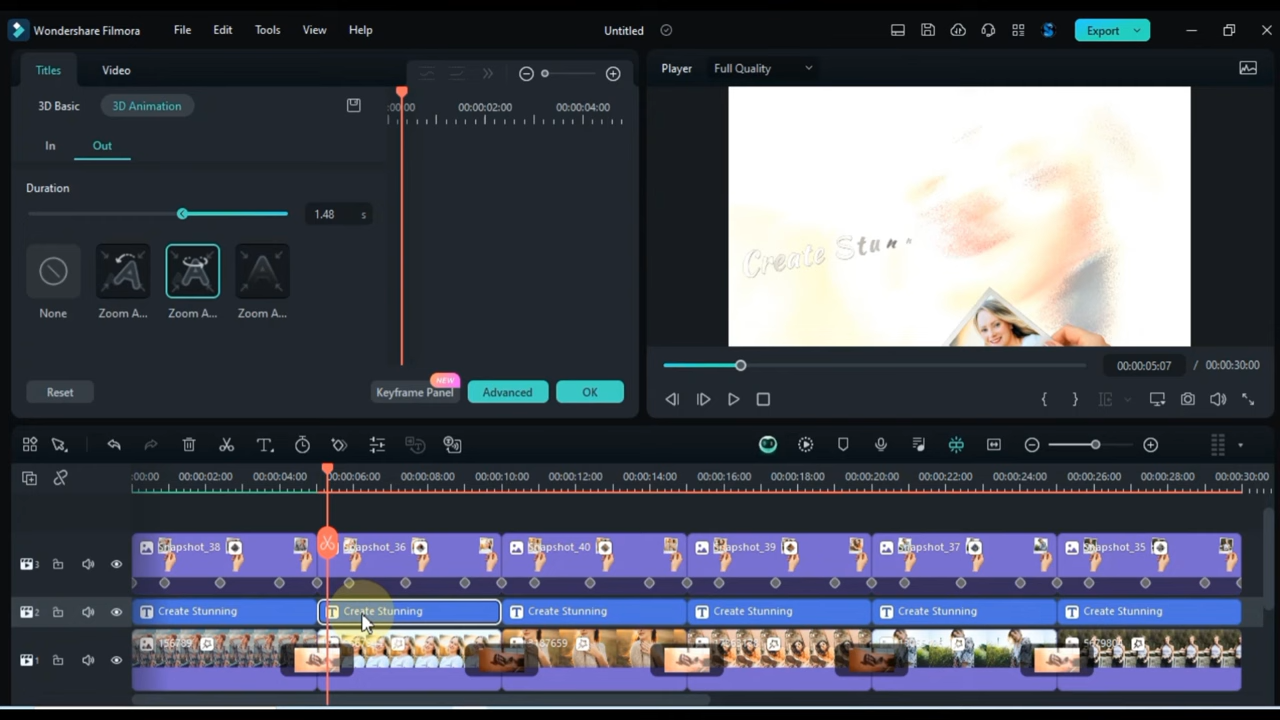 Wondershare Filmora File Edit Tools View Help Untitled Export
Titles Video
Player Full Quality
3D Basic 3D Animation
:00:00 00:00:02:00 00:00:04:00
In Out
Duration
1.48 s
Create Stun n
None Zoom A... Zoom A... Zoom A...
00:00:05:07 / 00:00:30:00
Reset Keyframe Panel NEW Advanced OK
:00:00 00:00:02:00 00:00:04:00 00:00:06:00 00:00:08:00 00:00:10:00 00:00:12:00 00:00:14:00 00:00:16:00 00:00:18:00 00:00:20:00 00:00:22:00 00:00:24:00 00:00:26:00 00:00:28:00 00:00:30:00
3 Snapshot_38 Snapshot_36 Snapshot_40 Snapshot_39 Snapshot_37 Snapshot_35
2 Create Stunning Create Stunning Create Stunning Create Stunning Create Stunning Create Stunning
1 156789